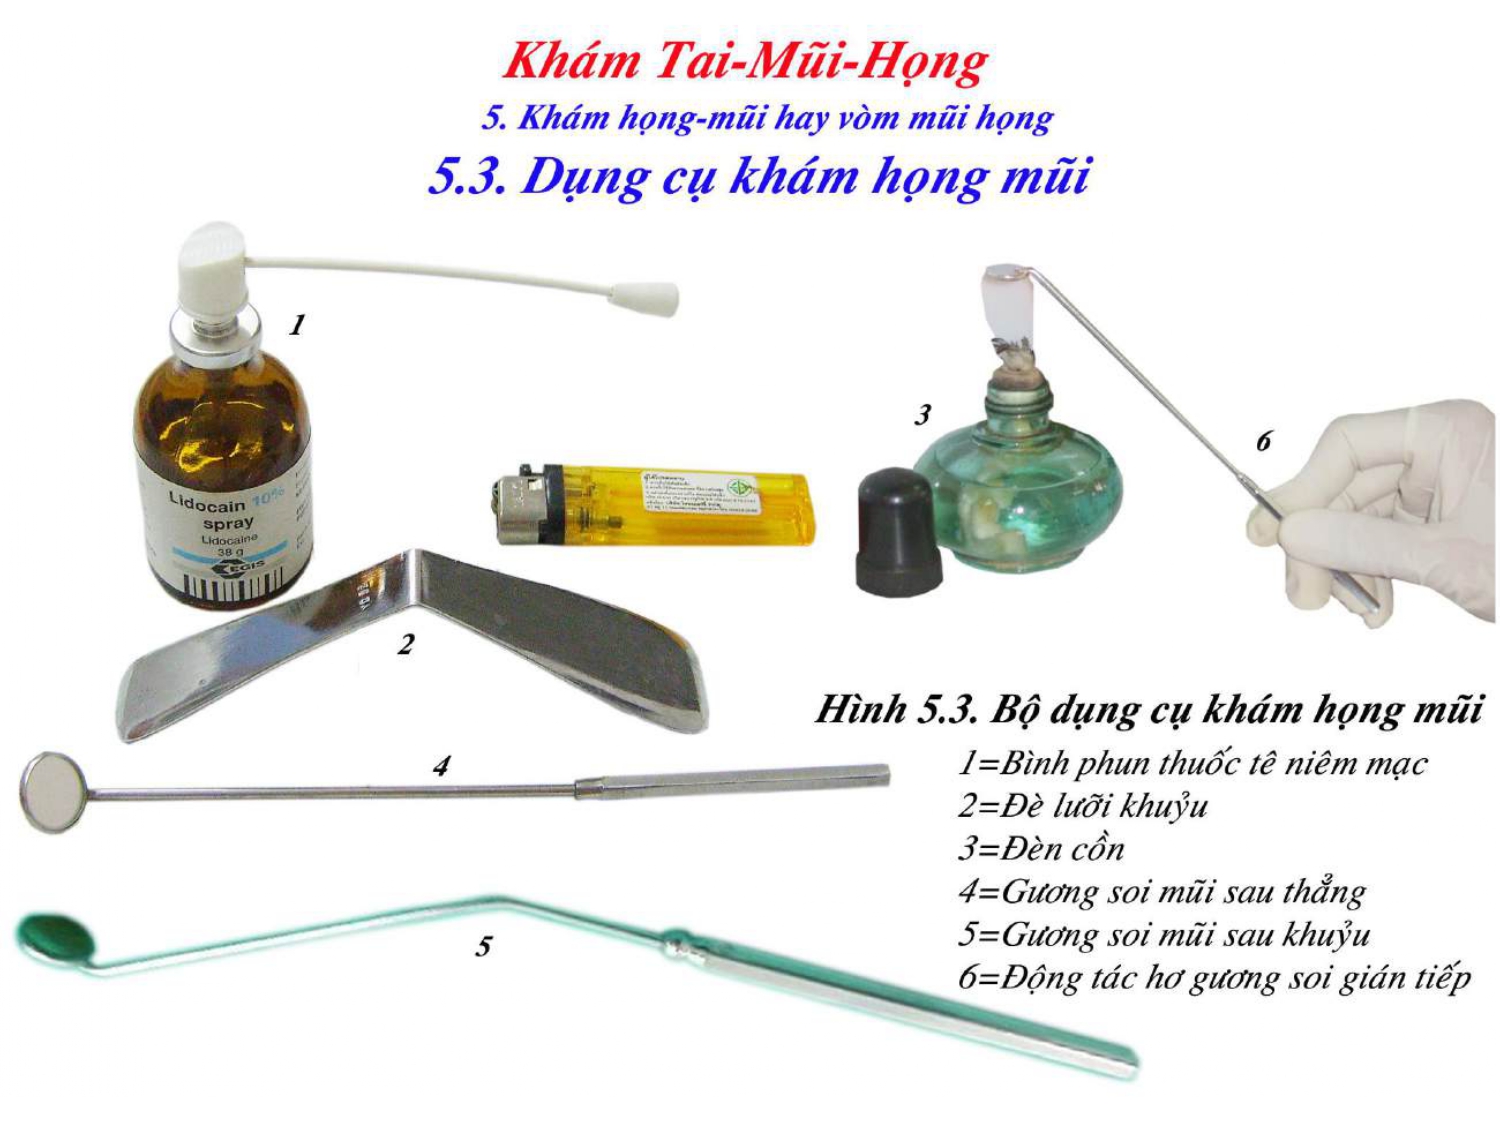 Khám Tai-Mũi-Họng
5. Khám họng-mũi hay vòm mũi họng
5.3. Dụng cụ khám họng mũi
1
3
6
Lidocain 10%
spray
Lidocaine
38 g
EGIS
2
Hình 5.3. Bộ dụng cụ khám họng mũi
4
1=Bình phun thuốc tê niêm mạc
2=Đè lưỡi khuỷu
3=Đèn cồn
4=Gương soi mũi sau thẳng
5
5=Gương soi mũi sau khuỷu
6=Động tác hơ gương soi gián tiếp